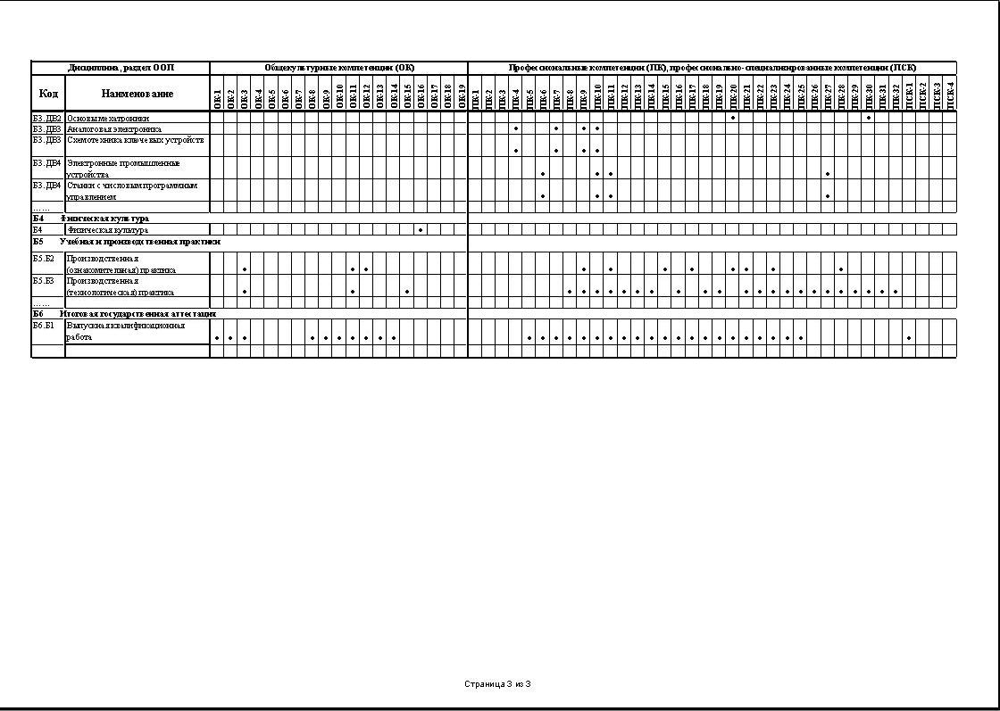 Дисциплина, раздел ООП Общекультурные компетенции (ОК) Профессиональные компетенции (ПК), профессионально-специализированные компетенции (ПСК)
Код Наименование ОК-1 ОК-2 ОК-3 ОК-4 ОК-5 ОК-6 ОК-7 ОК-8 ОК-9 ОК-10 ОК-11 ОК-12 ОК-13 ОК-14 ОК-15 ОК-16 ОК-17 ОК-18 ОК-19 ПК-1 ПК-2 ПК-3 ПК-4 ПК-5 ПК-6 ПК-7 ПК-8 ПК-9 ПК-10 ПК-11 ПК-12 ПК-13 ПК-14 ПК-15 ПК-16 ПК-17 ПК-18 ПК-19 ПК-20 ПК-21 ПК-22 ПК-23 ПК-24 ПК-25 ПК-26 ПК-27 ПК-28 ПК-29 ПК-30 ПК-31 ПК-32 ПСК-1 ПСК-2 ПСК-3 ПСК-4
Б3.ДВ2 Основы мехатроники • •
Б3.ДВ3 Аналоговая электроника • • • •
Б3.ДВ3 Схемотехника ключевых устройств
• • • •
Б3.ДВ4 Электронные промышленные
устройства • • • •
Б3.ДВ4 Станки с числовым программным
управлением • • • •
……
Б4 Физическая культура
Б4 Физическая культура •
Б5 Учебная и производственная практики
Б5.Б2 Производственная
(ознакомительная) практика • • • • • • • • • • •
Б5.Б3 Производственная
(технологическая) практика • • • • • • • • • • • • • • • • • • • • • • • • •
……
Б6 Итоговая государственная аттестация
Б6.Б1 Выпускная квалификационная
работа • • • • • • • • • • • • • • • • • • • • • • • • • • • • • • • •
Страница 3 из 3